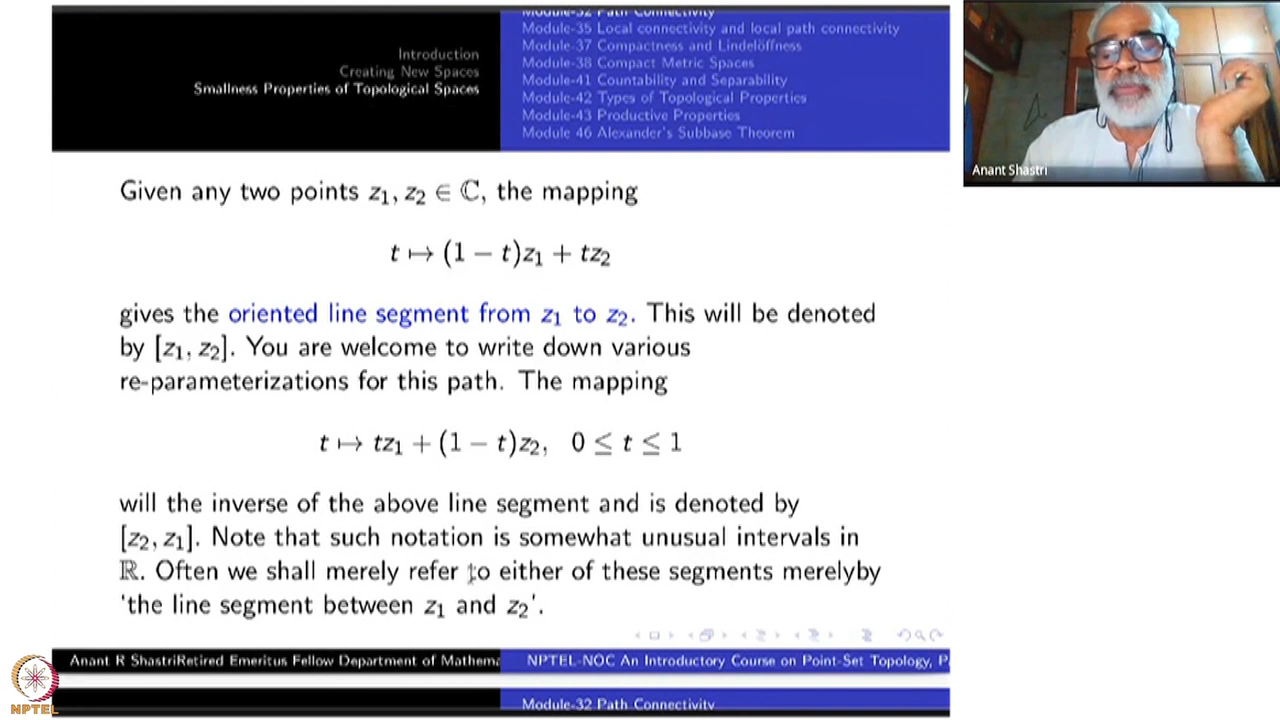 Introduction
Creating New Spaces
Smallness Properties of Topological Spaces
Module-32 Path Connectivity
Module-35 Local connectivity and local path connectivity
Module-37 Compactness and Lindelöffness
Module-38 Compact Metric Spaces
Module-41 Countability and Separability
Module-42 Types of Topological Properties
Module-43 Productive Properties
Module 46 Alexander's Subbase Theorem
Anant Shastri
Given any two points z₁, z₂ ∈ ℂ, the mapping
t ↦ (1 − t)z₁ + tz₂
gives the oriented line segment from z₁ to z₂. This will be denoted
by [z₁, z₂]. You are welcome to write down various
re-parameterizations for this path. The mapping
t ↦ tz₁ + (1 − t)z₂, 0 ≤ t ≤ 1
will the inverse of the above line segment and is denoted by
[z₂, z₁]. Note that such notation is somewhat unusual intervals in
ℝ. Often we shall merely refer to either of these segments merelyby
'the line segment between z₁ and z₂'.
Anant R ShastriRetired Emeritus Fellow Department of Mathema
NPTEL-NOC An Introductory Course on Point-Set Topology, P
Module-32 Path Connectivity
NPTEL